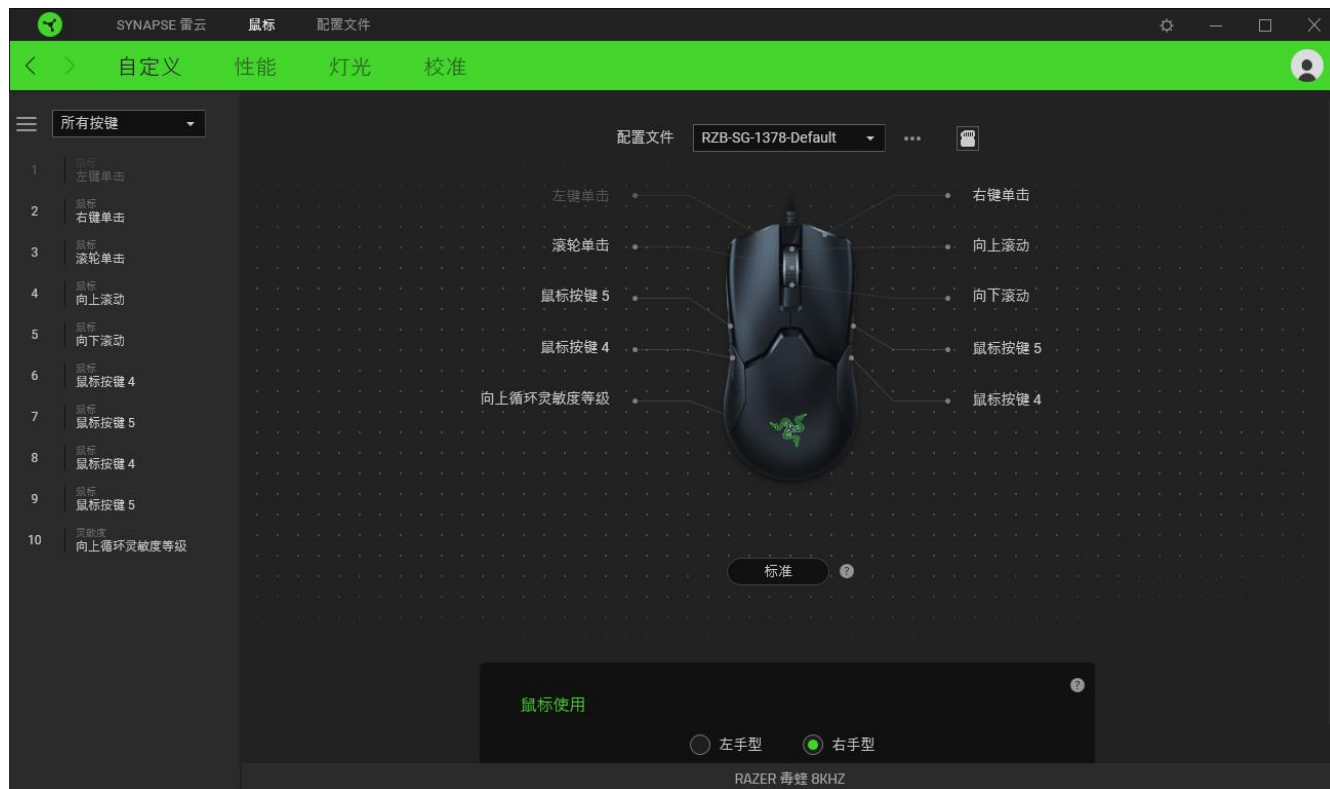 SYNAPSE 雷云 鼠标 配置文件
自定义 性能 灯光 校准
所有按键
配置文件 RZB-SG-1378-Default
1 鼠标
左键单击
2 鼠标
右键单击
3 鼠标
滚轮单击
4 鼠标
向上滚动
5 鼠标
向下滚动
6 鼠标
鼠标按键 4
7 鼠标
鼠标按键 5
8 鼠标
鼠标按键 4
9 鼠标
鼠标按键 5
10 灵敏度
向上循环灵敏度等级
左键单击 右键单击
滚轮单击 向上滚动
鼠标按键 5 向下滚动
鼠标按键 4 鼠标按键 5
向上循环灵敏度等级 鼠标按键 4
标准 ?
鼠标使用 ?
左手型 右手型
RAZER 毒蝰 8KHZ